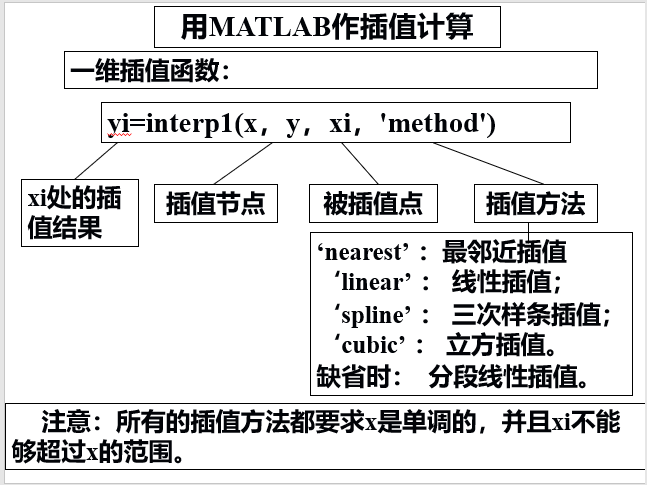 用MATLAB作插值计算
一维插值函数：
yi=interp1(x，y，xi，'method')
xi处的插
值结果
插值节点
被插值点
插值方法
‘nearest’ ：最邻近插值
‘linear’ ： 线性插值；
‘spline’ ： 三次样条插值；
‘cubic’ ： 立方插值。
缺省时： 分段线性插值。
注意：所有的插值方法都要求x是单调的，并且xi不能
够超过x的范围。